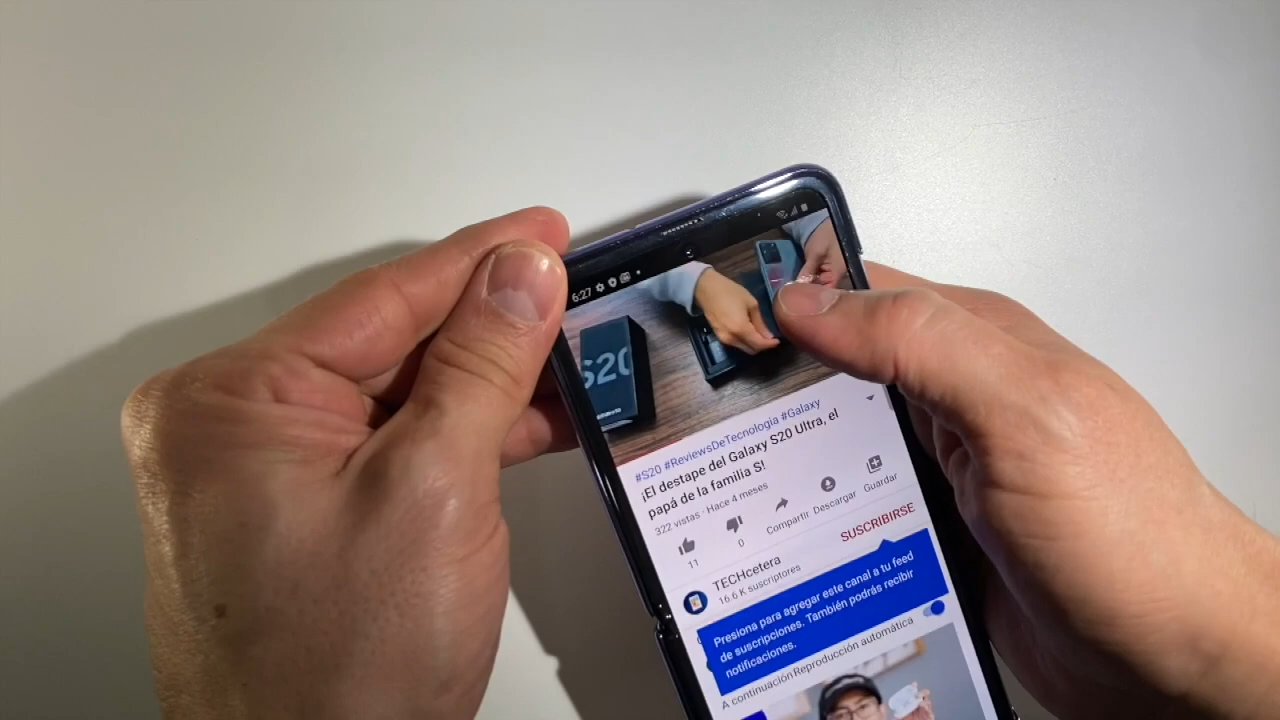 6:27
S20
#S20 #ReviewsDeTecnologia #Galaxy
¡El destape del Galaxy S20 Ultra, el
papá de la familia S!
322 vistas · Hace 4 meses
11
0
Compartir
Descargar
Guardar
TECHcetera
16.6 K suscriptores
SUSCRIBIRSE
Presiona para agregar este canal a tu feed
de suscripciones. También podrás recibir
notificaciones.
A continuación
Reproducción automática